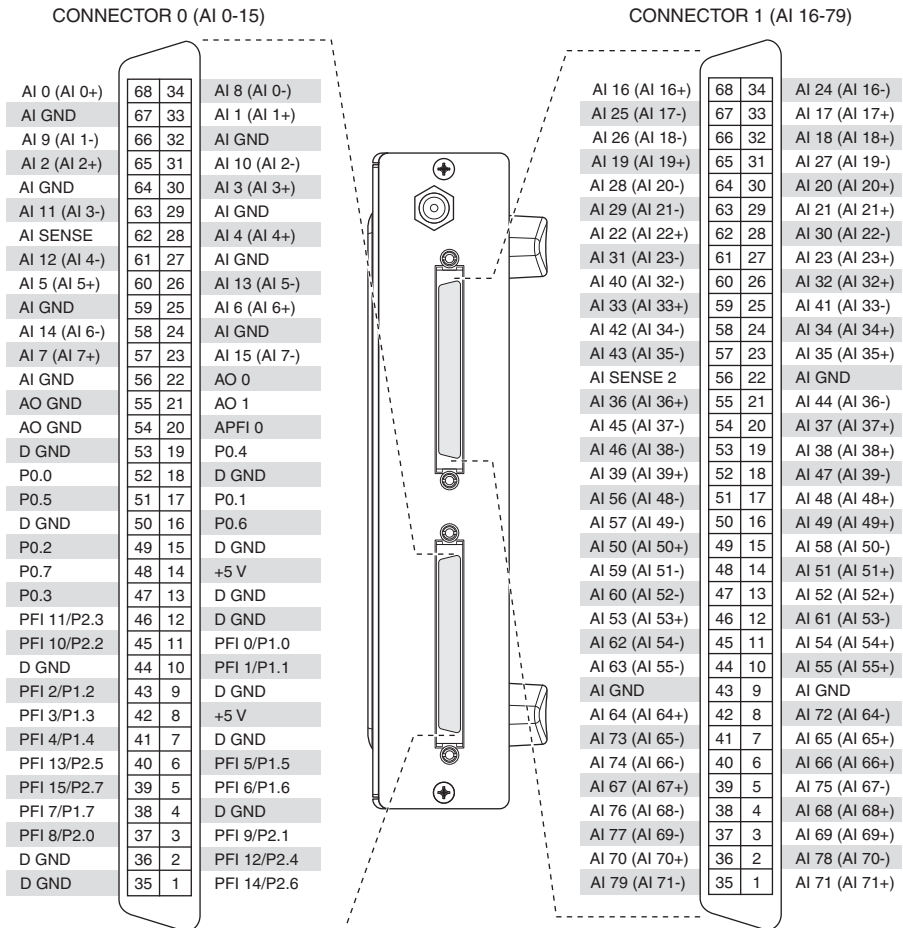 CONNECTOR 0 (AI 0-15) CONNECTOR 1 (AI 16-79)
AI 0 (AI 0+) 68 34 AI 8 (AI 0-)
AI GND 67 33 AI 1 (AI 1+)
AI 9 (AI 1-) 66 32 AI GND
AI 2 (AI 2+) 65 31 AI 10 (AI 2-)
AI GND 64 30 AI 3 (AI 3+)
AI 11 (AI 3-) 63 29 AI GND
AI SENSE 62 28 AI 4 (AI 4+)
AI 12 (AI 4-) 61 27 AI GND
AI 5 (AI 5+) 60 26 AI 13 (AI 5-)
AI GND 59 25 AI 6 (AI 6+)
AI 14 (AI 6-) 58 24 AI GND
AI 7 (AI 7+) 57 23 AI 15 (AI 7-)
AI GND 56 22 AO 0
AO GND 55 21 AO 1
AO GND 54 20 APFI 0
D GND 53 19 P0.4
P0.0 52 18 D GND
P0.5 51 17 P0.1
D GND 50 16 P0.6
P0.2 49 15 D GND
P0.7 48 14 +5 V
P0.3 47 13 D GND
PFI 11/P2.3 46 12 D GND
PFI 10/P2.2 45 11 PFI 0/P1.0
D GND 44 10 PFI 1/P1.1
PFI 2/P1.2 43 9 D GND
PFI 3/P1.3 42 8 +5 V
PFI 4/P1.4 41 7 D GND
PFI 13/P2.5 40 6 PFI 5/P1.5
PFI 15/P2.7 39 5 PFI 6/P1.6
PFI 7/P1.7 38 4 D GND
PFI 8/P2.0 37 3 PFI 9/P2.1
D GND 36 2 PFI 12/P2.4
D GND 35 1 PFI 14/P2.6
AI 16 (AI 16+) 68 34 AI 24 (AI 16-)
AI 25 (AI 17-) 67 33 AI 17 (AI 17+)
AI 26 (AI 18-) 66 32 AI 18 (AI 18+)
AI 19 (AI 19+) 65 31 AI 27 (AI 19-)
AI 28 (AI 20-) 64 30 AI 20 (AI 20+)
AI 29 (AI 21-) 63 29 AI 21 (AI 21+)
AI 22 (AI 22+) 62 28 AI 30 (AI 22-)
AI 31 (AI 23-) 61 27 AI 23 (AI 23+)
AI 40 (AI 32-) 60 26 AI 32 (AI 32+)
AI 33 (AI 33+) 59 25 AI 41 (AI 33-)
AI 42 (AI 34-) 58 24 AI 34 (AI 34+)
AI 43 (AI 35-) 57 23 AI 35 (AI 35+)
AI SENSE 2 56 22 AI GND
AI 36 (AI 36+) 55 21 AI 44 (AI 36-)
AI 45 (AI 37-) 54 20 AI 37 (AI 37+)
AI 46 (AI 38-) 53 19 AI 38 (AI 38+)
AI 39 (AI 39+) 52 18 AI 47 (AI 39-)
AI 56 (AI 48-) 51 17 AI 48 (AI 48+)
AI 57 (AI 49-) 50 16 AI 49 (AI 49+)
AI 50 (AI 50+) 49 15 AI 58 (AI 50-)
AI 59 (AI 51-) 48 14 AI 51 (AI 51+)
AI 60 (AI 52-) 47 13 AI 52 (AI 52+)
AI 53 (AI 53+) 46 12 AI 61 (AI 53-)
AI 62 (AI 54-) 45 11 AI 54 (AI 54+)
AI 63 (AI 55-) 44 10 AI 55 (AI 55+)
AI GND 43 9 AI GND
AI 64 (AI 64+) 42 8 AI 72 (AI 64-)
AI 73 (AI 65-) 41 7 AI 65 (AI 65+)
AI 74 (AI 66-) 40 6 AI 66 (AI 66+)
AI 67 (AI 67+) 39 5 AI 75 (AI 67-)
AI 76 (AI 68-) 38 4 AI 68 (AI 68+)
AI 77 (AI 69-) 37 3 AI 69 (AI 69+)
AI 70 (AI 70+) 36 2 AI 78 (AI 70-)
AI 79 (AI 71-) 35 1 AI 71 (AI 71+)